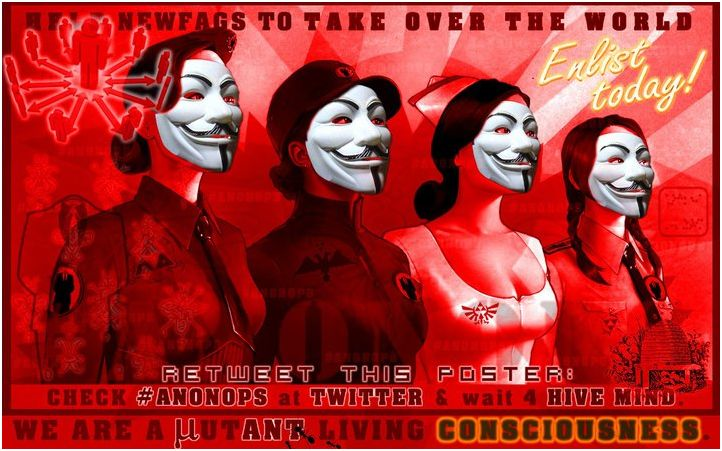 NEWFAGS TO TAKE OVER THE WORLD
Enlist
today!
RETWEET THIS POSTER:
CHECK #ANONOPS at TWITTER & wait 4 HIVE MIND.
WE ARE A µUTANT LIVING CONSCIOUSNESS.